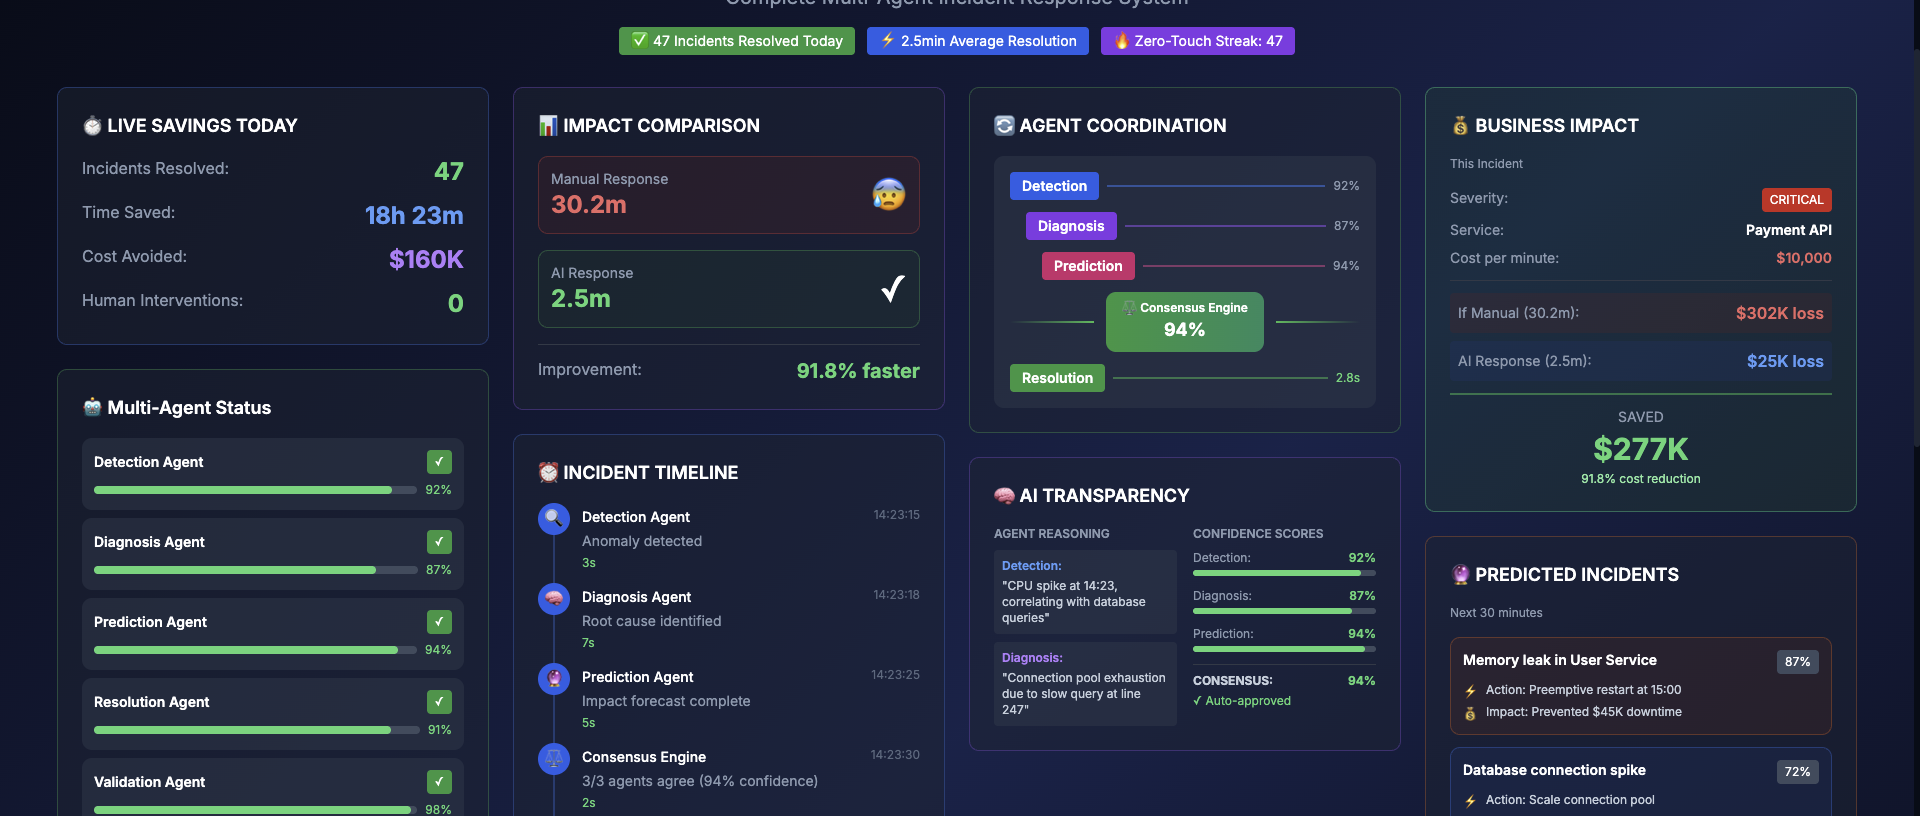 Complete Multi-Agent Incident Response System
✅ 47 Incidents Resolved Today
⚡ 2.5min Average Resolution
🔥 Zero-Touch Streak: 47
⏱️ LIVE SAVINGS TODAY
Incidents Resolved: 47
Time Saved: 18h 23m
Cost Avoided: $160K
Human Interventions: 0
🤖 Multi-Agent Status
Detection Agent ✓
92%
Diagnosis Agent ✓
87%
Prediction Agent ✓
94%
Resolution Agent ✓
91%
Validation Agent ✓
98%
📊 IMPACT COMPARISON
Manual Response
30.2m
AI Response
2.5m
Improvement: 91.8% faster
⏰ INCIDENT TIMELINE
Detection Agent 14:23:15
Anomaly detected
3s
Diagnosis Agent 14:23:18
Root cause identified
7s
Prediction Agent 14:23:25
Impact forecast complete
5s
Consensus Engine 14:23:30
3/3 agents agree (94% confidence)
2s
🔄 AGENT COORDINATION
Detection 92%
Diagnosis 87%
Prediction 94%
⚖️ Consensus Engine
94%
Resolution 2.8s
🧠 AI TRANSPARENCY
AGENT REASONING
Detection:
"CPU spike at 14:23,
correlating with database
queries"
Diagnosis:
"Connection pool exhaustion
due to slow query at line
247"
CONFIDENCE SCORES
Detection: 92%
Diagnosis: 87%
Prediction: 94%
CONSENSUS: 94%
✓ Auto-approved
💰 BUSINESS IMPACT
This Incident
Severity: CRITICAL
Service: Payment API
Cost per minute: $10,000
If Manual (30.2m): $302K loss
AI Response (2.5m): $25K loss
SAVED
$277K
91.8% cost reduction
🔮 PREDICTED INCIDENTS
Next 30 minutes
Memory leak in User Service 87%
⚡ Action: Preemptive restart at 15:00
💰 Impact: Prevented $45K downtime
Database connection spike 72%
⚡ Action: Scale connection pool